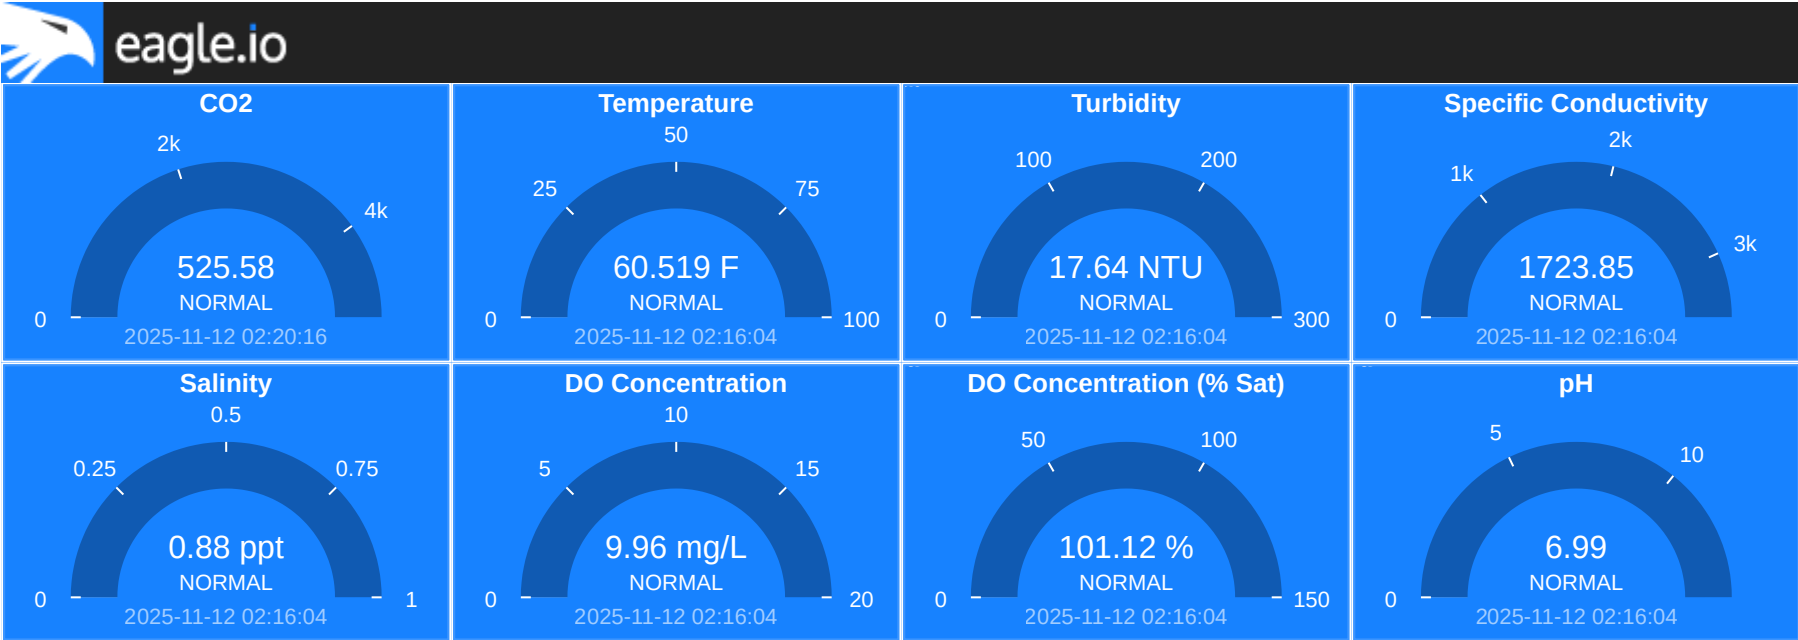 eagle.io
CO2
2k
4k
0
525.58
NORMAL
2025-11-12 02:20:16
Temperature
50
25
75
0
100
60.519 F
NORMAL
2025-11-12 02:16:04
Turbidity
100
200
0
300
17.64 NTU
NORMAL
2025-11-12 02:16:04
Specific Conductivity
2k
1k
3k
0
1723.85
NORMAL
2025-11-12 02:16:04
Salinity
0.5
0.25
0.75
0
1
0.88 ppt
NORMAL
2025-11-12 02:16:04
DO Concentration
10
5
15
0
20
9.96 mg/L
NORMAL
2025-11-12 02:16:04
DO Concentration (% Sat)
50
100
0
150
101.12 %
NORMAL
2025-11-12 02:16:04
pH
5
10
0
6.99
NORMAL
2025-11-12 02:16:04